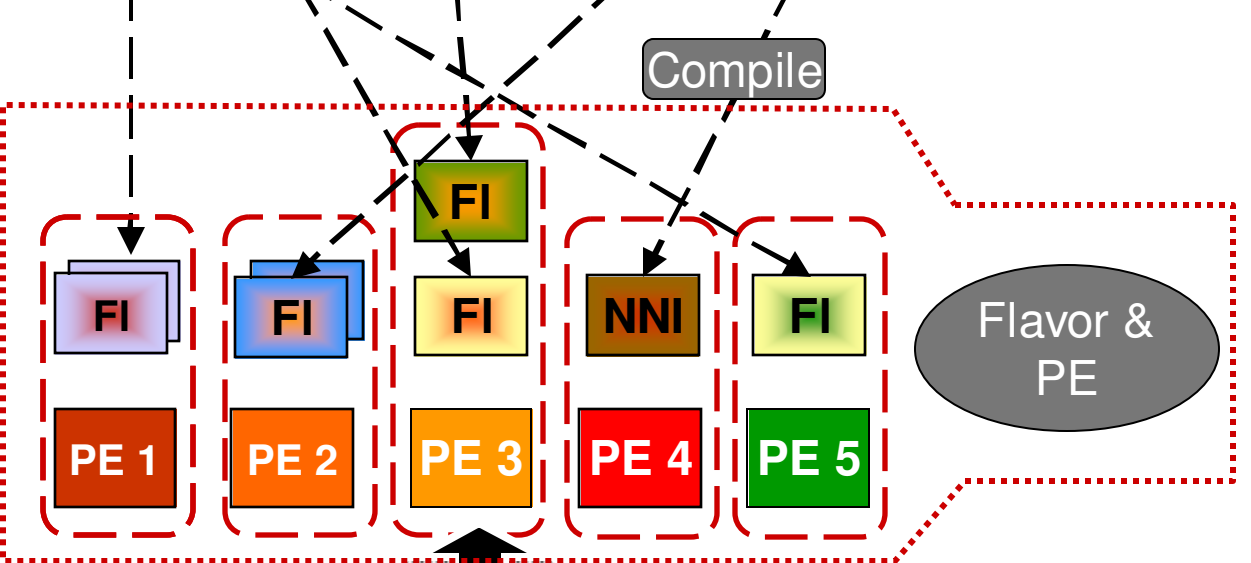 Compile
FI
FI
FI
FI
NNI
FI
Flavor &
PE
PE 1
PE 2
PE 3
PE 4
PE 5